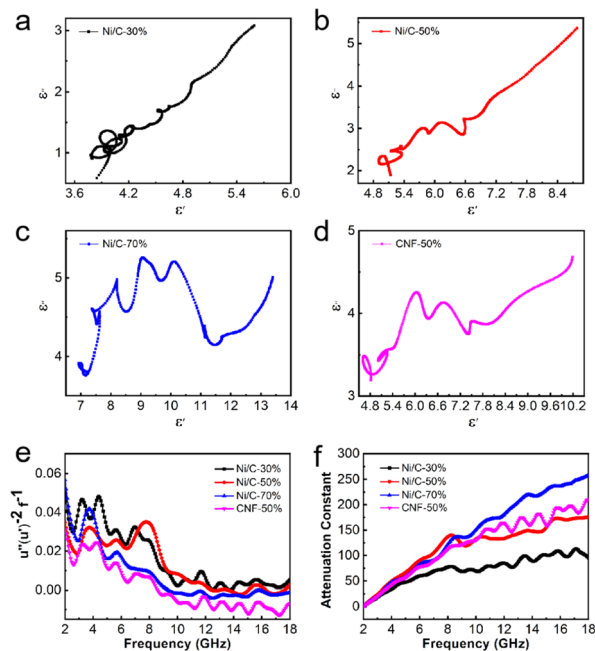 a
Ni/C-30%
3
2
1
ε''
3.6 4.2 4.8 5.4 6.0
ε′
b
Ni/C-50%
5
4
3
2
ε''
4.8 5.4 6.0 6.6 7.2 7.8 8.4
ε′
c
Ni/C-70%
5
4
ε''
7 8 9 10 11 12 13 14
ε′
d
CNF-50%
5
4
3
ε''
4.8 5.4 6.0 6.6 7.2 7.8 8.4 9.0 9.6 10.2
ε′
e
Ni/C-30%
Ni/C-50%
Ni/C-70%
CNF-50%
0.06
0.04
0.02
0.00
u''(u')⁻² f⁻¹
2 4 6 8 10 12 14 16 18
Frequency (GHz)
f
Ni/C-30%
Ni/C-50%
Ni/C-70%
CNF-50%
300
250
200
150
100
50
0
Attenuation Constant
2 4 6 8 10 12 14 16 18
Frequency (GHz)